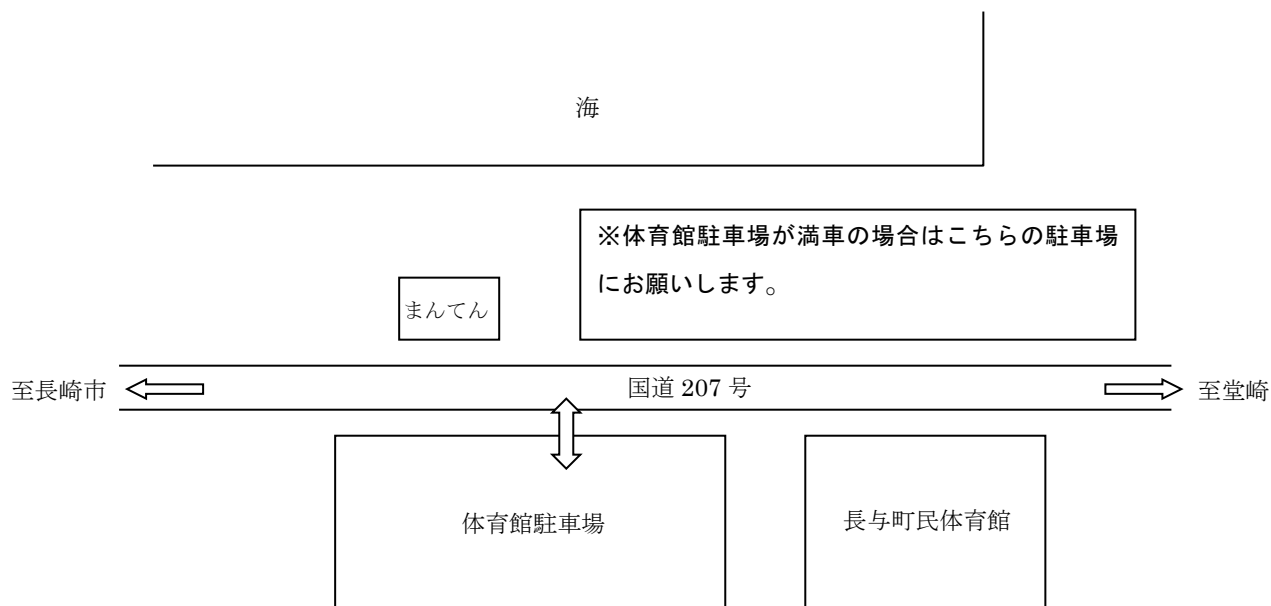 海
※体育館駐車場が満車の場合はこちらの駐車場
にお願いします。
まんてん
至長崎市
国道 207 号
至堂崎
体育館駐車場
長与町民体育館